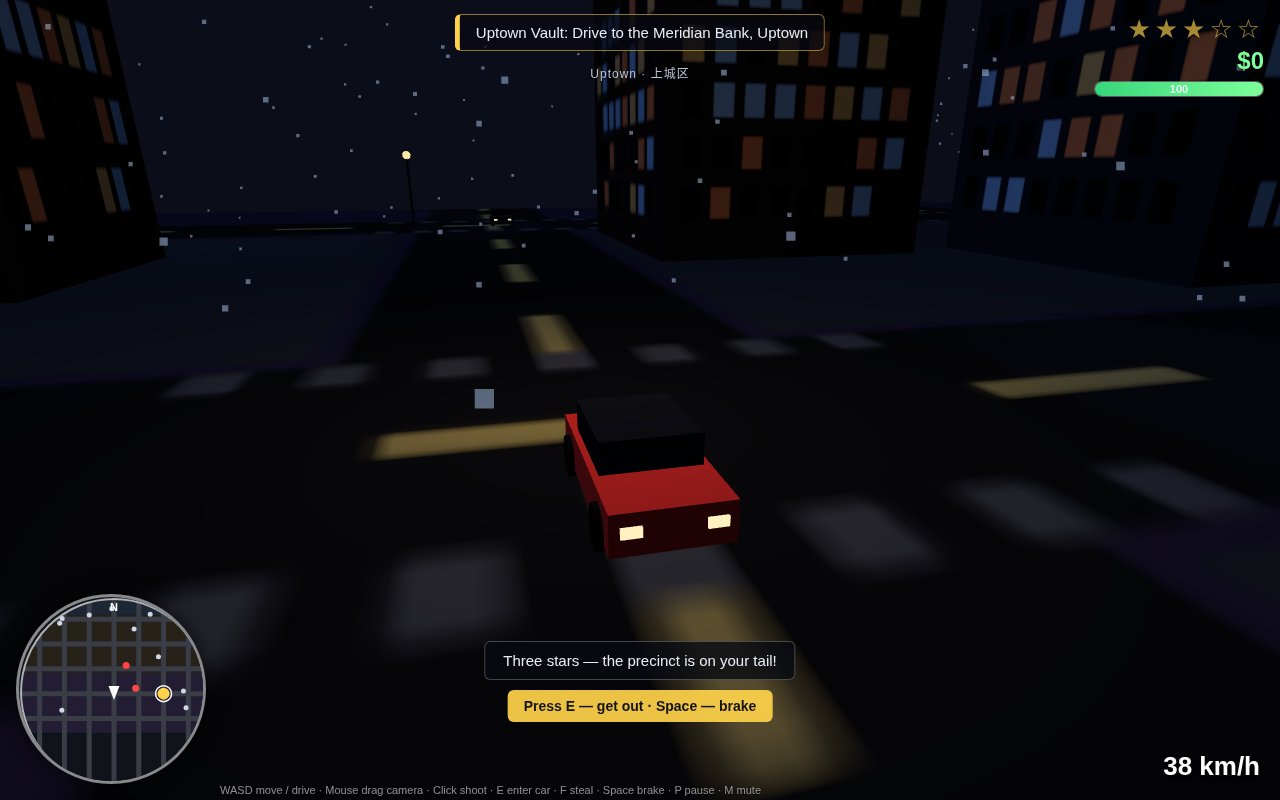 Uptown Vault: Drive to the Meridian Bank, Uptown
Uptown · 上城区
★★★☆☆
$0
100
N
Three stars — the precinct is on your tail!
Press E — get out · Space — brake
38 km/h
WASD move / drive · Mouse drag camera · Click shoot · E enter car · F steal · Space brake · P pause · M mute